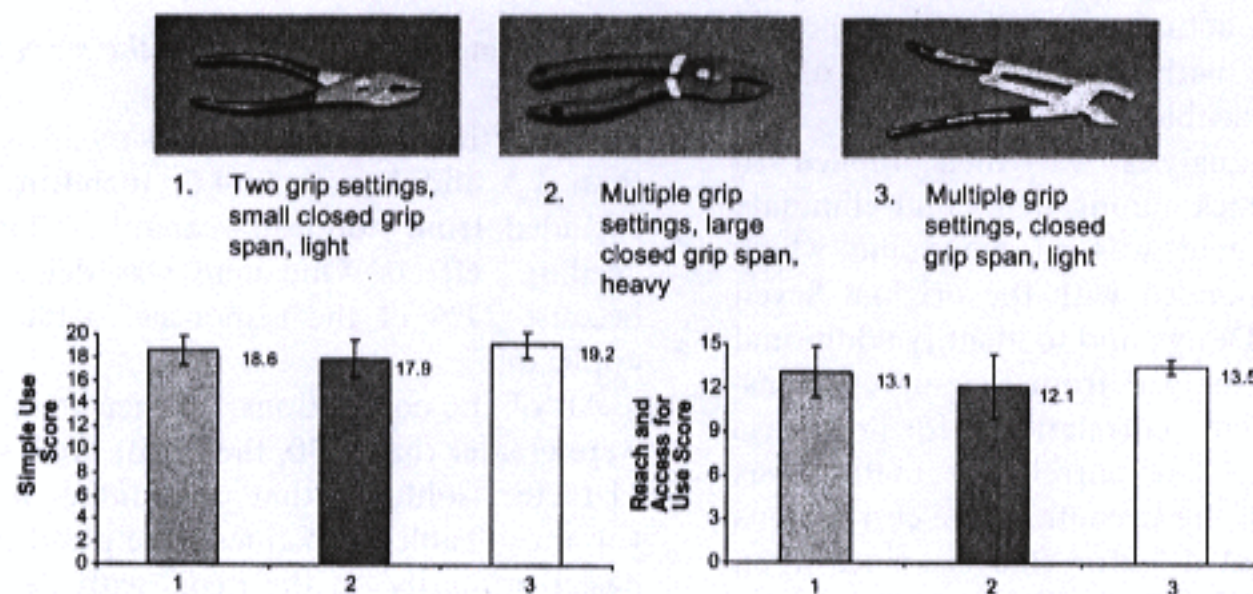 1. Two grip settings,
small closed grip
span, light
2. Multiple grip
settings, large
closed grip span,
heavy
3. Multiple grip
settings, closed
grip span, light
Simple Use
Score
20
18
16
14
12
10
8
6
4
2
0
18.6
17.9
19.2
1
2
3
Reach and
Access for
Use Score
15
12
9
6
3
0
13.1
12.1
13.5
1
2
3